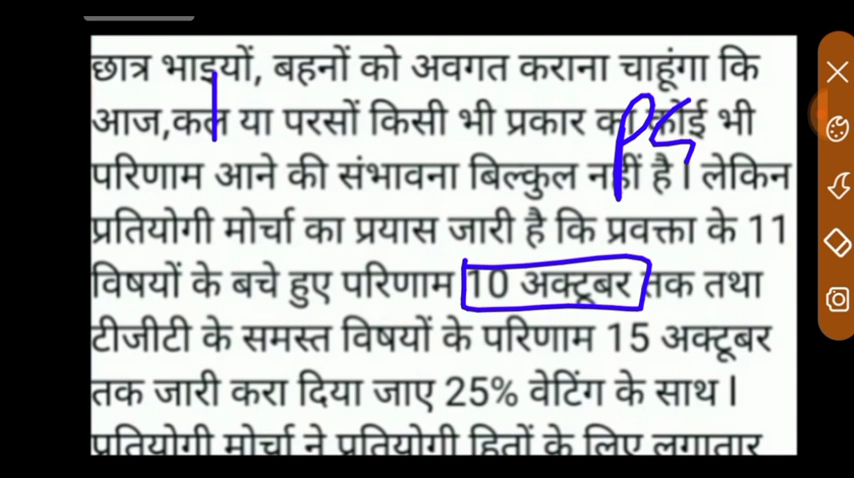 छात्र भाइयों, बहनों को अवगत कराना चाहूंगा कि
आज,कल या परसों किसी भी प्रकार का कोई भी
परिणाम आने की संभावना बिल्कुल नहीं है। लेकिन
प्रतियोगी मोर्चा का प्रयास जारी है कि प्रवक्ता के 11
विषयों के बचे हुए परिणाम 10 अक्टूबर तक तथा
टीजीटी के समस्त विषयों के परिणाम 15 अक्टूबर
तक जारी करा दिया जाए 25% वेटिंग के साथ।
प्रतियोगी मोर्चा ने प्रतियोगी हितों के लिए लगातार